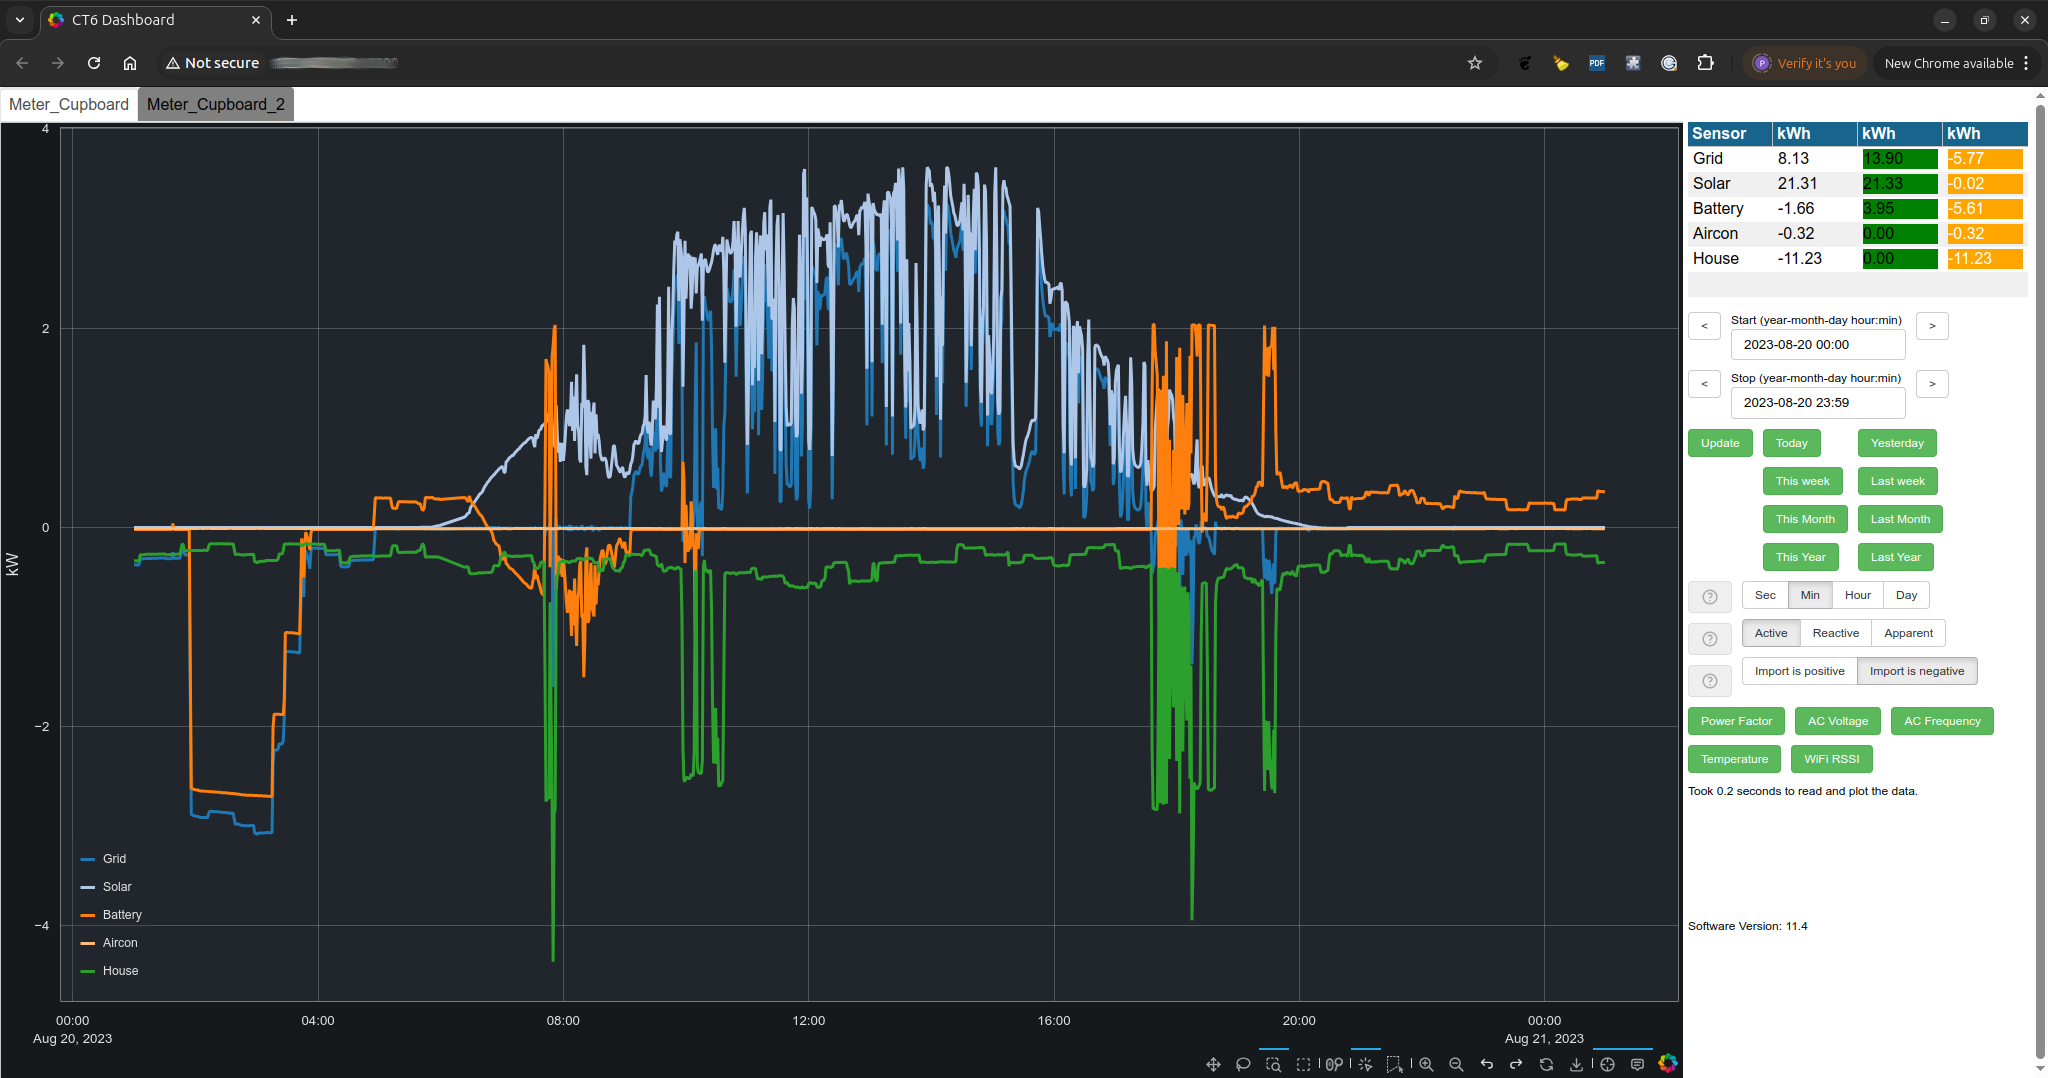 CT6 Dashboard
Not secure
PDF
P Verify it's you
New Chrome available
Meter_Cupboard Meter_Cupboard_2
Sensor kWh kWh kWh
Grid 8.13 13.90 -5.77
Solar 21.31 21.33 -0.02
Battery -1.66 3.95 -5.61
Aircon -0.32 0.00 -0.32
House -11.23 0.00 -11.23
< Start (year-month-day hour:min) >
2023-08-20 00:00
< Stop (year-month-day hour:min) >
2023-08-20 23:59
Update Today Yesterday
This week Last week
This Month Last Month
This Year Last Year
Sec Min Hour Day
Active Reactive Apparent
Import is positive Import is negative
Power Factor AC Voltage AC Frequency
Temperature WiFi RSSI
Took 0.2 seconds to read and plot the data.
Software Version: 11.4
4
2
0
−2
−4
kW
Grid
Solar
Battery
Aircon
House
00:00 04:00 08:00 12:00 16:00 20:00 00:00
Aug 20, 2023 Aug 21, 2023